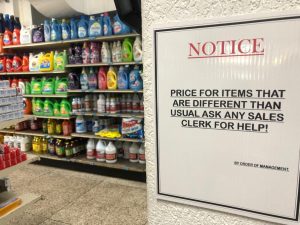 NOTICE
PRICE FOR ITEMS THAT
ARE DIFFERENT THAN
USUAL ASK ANY SALES
CLERK FOR HELP!
BY ORDER OF MANAGEMENT.